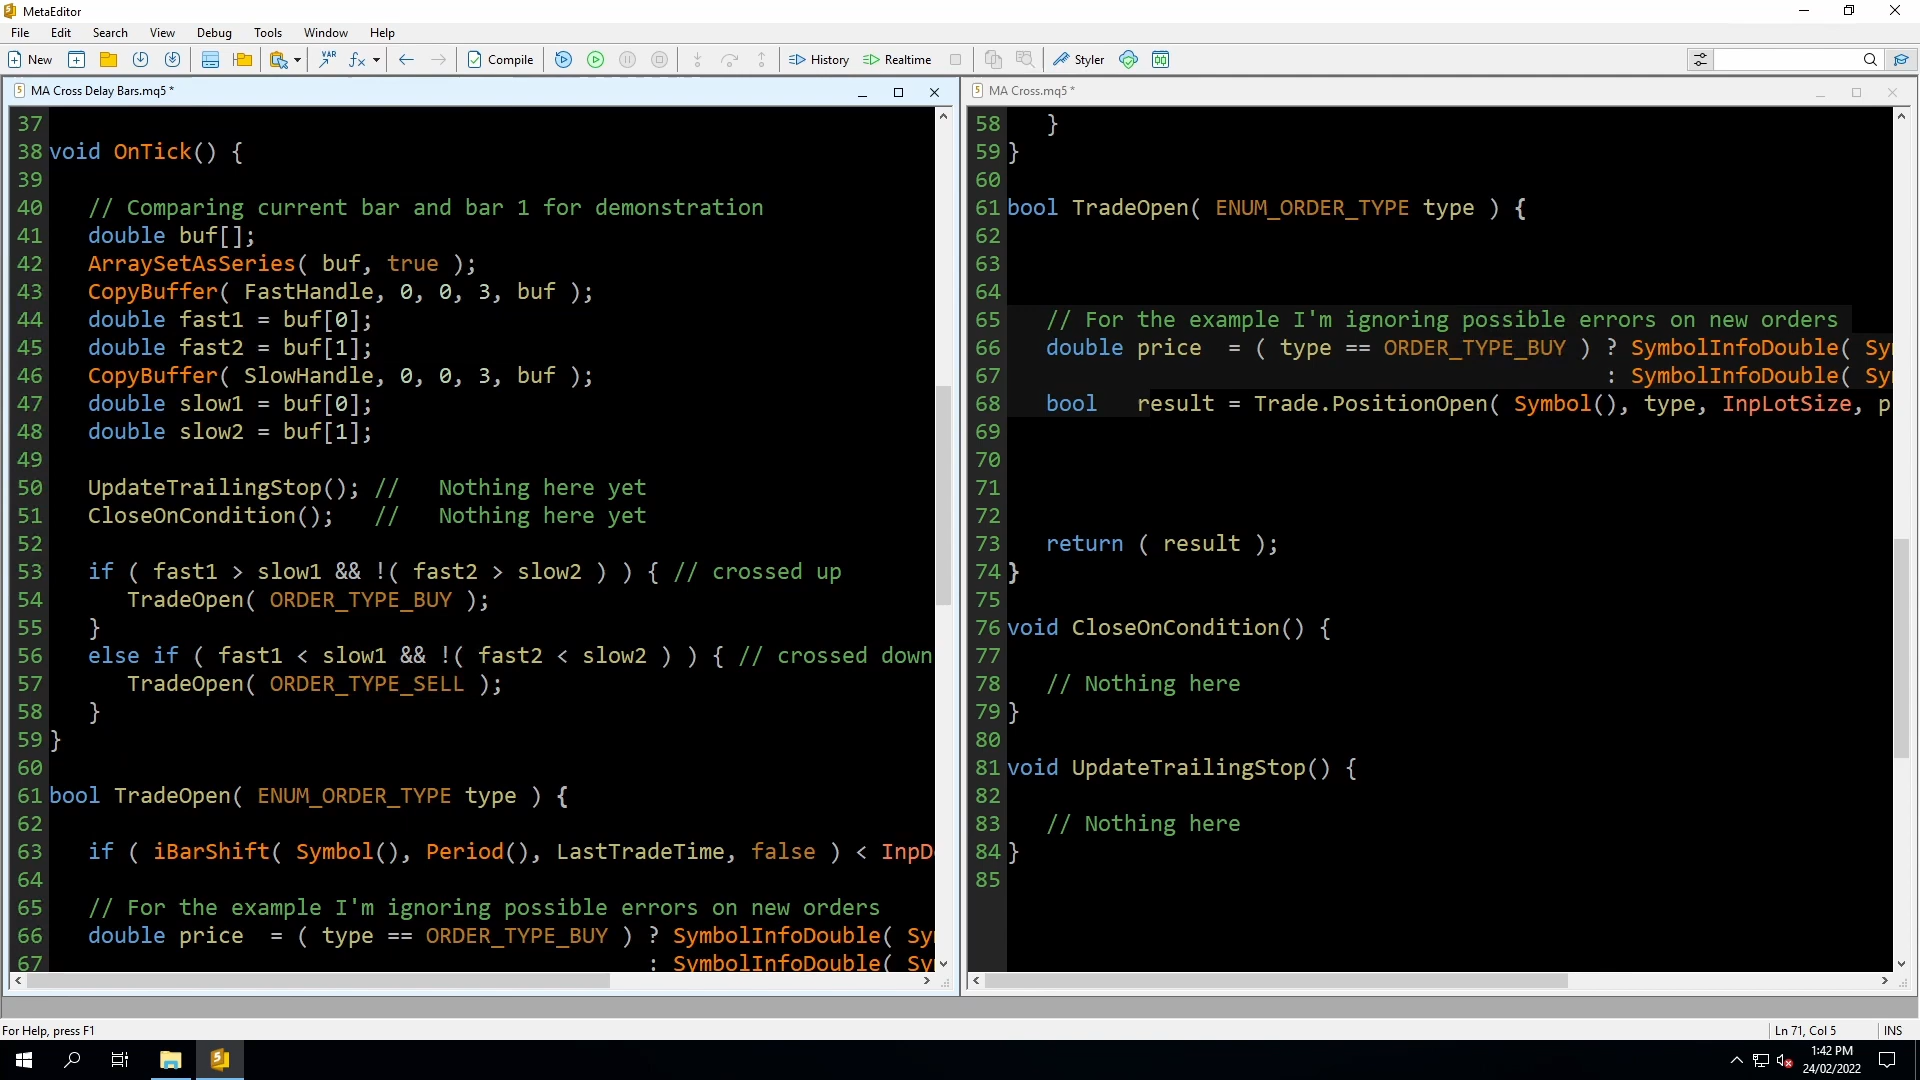 MetaEditor
File Edit Search View Debug Tools Window Help
New VAR fx Compile History Realtime Styler
MA Cross Delay Bars.mq5 *
37
38 void OnTick() {
39
40 // Comparing current bar and bar 1 for demonstration
41 double buf[];
42 ArraySetAsSeries( buf, true );
43 CopyBuffer( FastHandle, 0, 0, 3, buf );
44 double fast1 = buf[0];
45 double fast2 = buf[1];
46 CopyBuffer( SlowHandle, 0, 0, 3, buf );
47 double slow1 = buf[0];
48 double slow2 = buf[1];
49
50 UpdateTrailingStop(); // Nothing here yet
51 CloseOnCondition(); // Nothing here yet
52
53 if ( fast1 > slow1 && !( fast2 > slow2 ) ) { // crossed up
54 TradeOpen( ORDER_TYPE_BUY );
55 }
56 else if ( fast1 < slow1 && !( fast2 < slow2 ) ) { // crossed down
57 TradeOpen( ORDER_TYPE_SELL );
58 }
59 }
60
61 bool TradeOpen( ENUM_ORDER_TYPE type ) {
62
63 if ( iBarShift( Symbol(), Period(), LastTradeTime, false ) < InpD
64
65 // For the example I'm ignoring possible errors on new orders
66 double price = ( type == ORDER_TYPE_BUY ) ? SymbolInfoDouble( Sy
67 : SymbolInfoDouble( Sy
MA Cross.mq5 *
58 }
59 }
60
61 bool TradeOpen( ENUM_ORDER_TYPE type ) {
62
63
64
65 // For the example I'm ignoring possible errors on new orders
66 double price = ( type == ORDER_TYPE_BUY ) ? SymbolInfoDouble( Sy
67 : SymbolInfoDouble( Sy
68 bool result = Trade.PositionOpen( Symbol(), type, InpLotSize, p
69
70
71
72
73 return ( result );
74 }
75
76 void CloseOnCondition() {
77
78 // Nothing here
79 }
80
81 void UpdateTrailingStop() {
82
83 // Nothing here
84 }
85
For Help, press F1
Ln 71, Col 5 INS
1:42 PM
24/02/2022